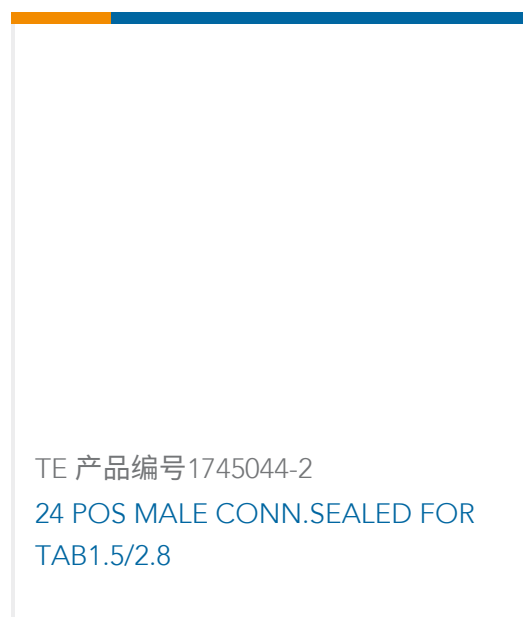 TE 产品编号1745044-2
24 POS MALE CONN.SEALED FOR
TAB1.5/2.8